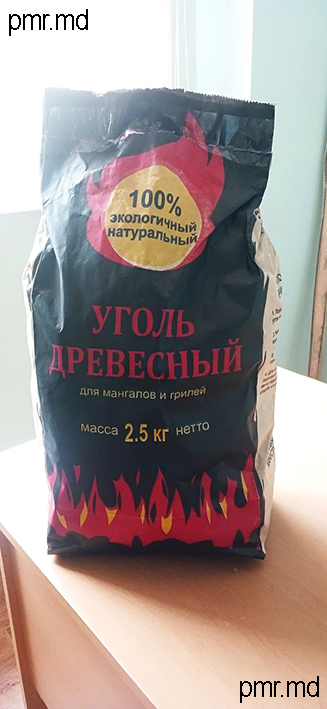 pmr.md
100%
экологичный
натуральный
УГОЛЬ
ДРЕВЕСНЫЙ
для мангалов и грилей
масса 2.5 кг нетто
pmr.md